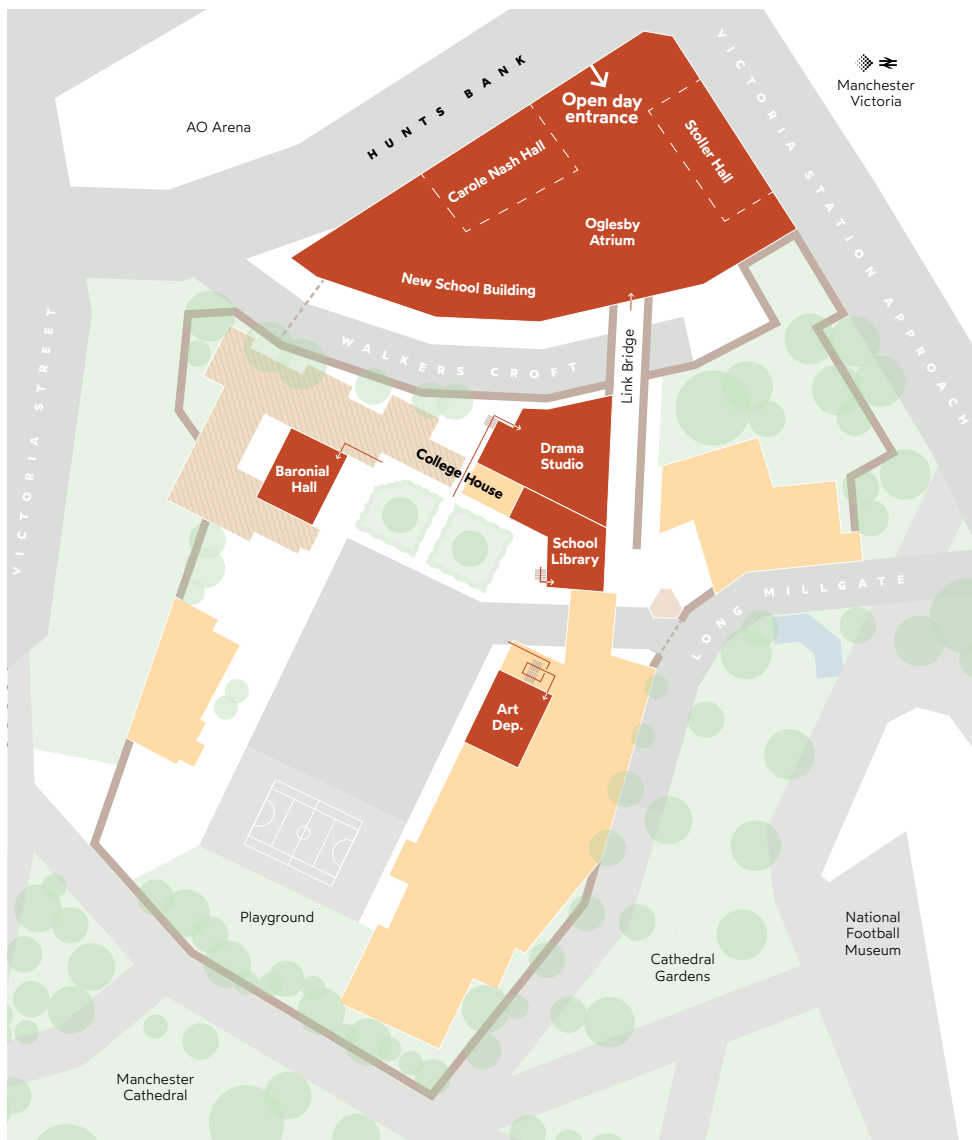 HUNTS BANK
VICTORIA STATION APPROACH
Manchester
Victoria
AO Arena
Open day
entrance
Carole Nash Hall
Stoller Hall
Oglesby
Atrium
New School Building
VICTORIA STREET
WALKERS CROFT
Link Bridge
Drama
Studio
College House
Baronial
Hall
School
Library
LONG MILLGATE
Art
Dep.
Playground
National
Football
Museum
Cathedral
Gardens
Manchester
Cathedral